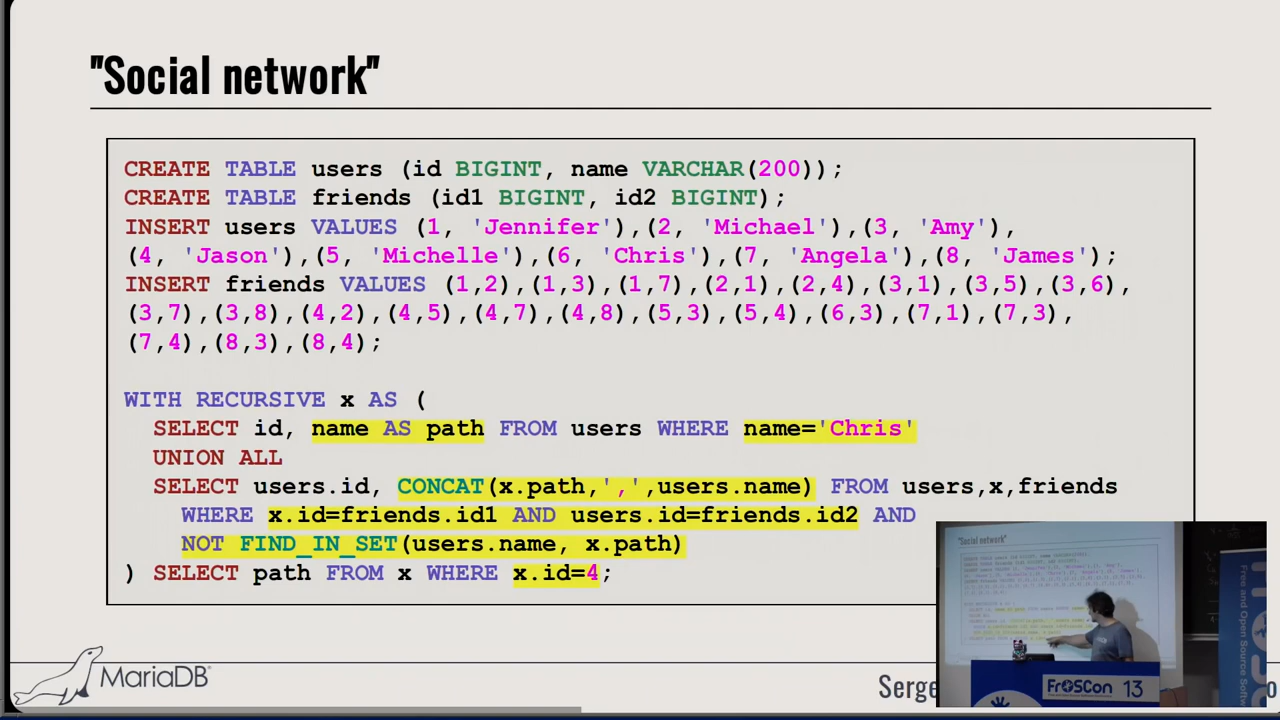 "Social network"
CREATE TABLE users (id BIGINT, name VARCHAR(200));
CREATE TABLE friends (id1 BIGINT, id2 BIGINT);
INSERT users VALUES (1, 'Jennifer'),(2, 'Michael'),(3, 'Amy'),
(4, 'Jason'),(5, 'Michelle'),(6, 'Chris'),(7, 'Angela'),(8, 'James');
INSERT friends VALUES (1,2),(1,3),(1,7),(2,1),(2,4),(3,1),(3,5),(3,6),
(3,7),(3,8),(4,2),(4,5),(4,7),(4,8),(5,3),(5,4),(6,3),(7,1),(7,3),
(7,4),(8,3),(8,4);
WITH RECURSIVE x AS (
SELECT id, name AS path FROM users WHERE name='Chris'
UNION ALL
SELECT users.id, CONCAT(x.path,',',users.name) FROM users,x,friends
WHERE x.id=friends.id1 AND users.id=friends.id2 AND
NOT FIND_IN_SET(users.name, x.path)
) SELECT path FROM x WHERE x.id=4;
"Social network"
FrOSCon 13
Free and Open Source Softwar
MariaDB
Serge